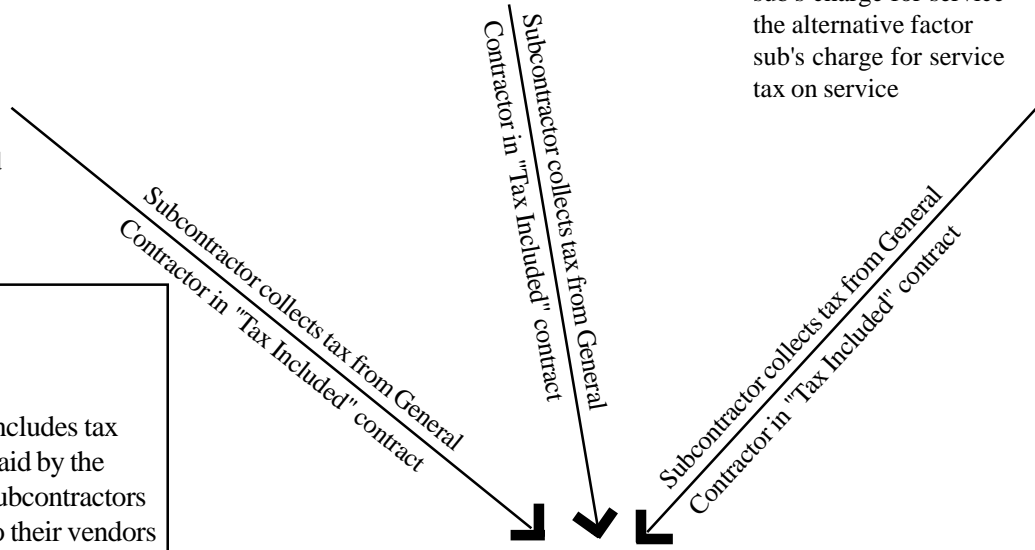 sub's charge for service
the alternative factor
sub's charge for service
tax on service
Subcontractor collects tax from General
Contractor in "Tax Included" contract
Subcontractor collects tax from General
Contractor in "Tax Included" contract
Subcontractor collects tax from General
Contractor in "Tax Included" contract
ncludes tax
aid by the
ubcontractors
o their vendors